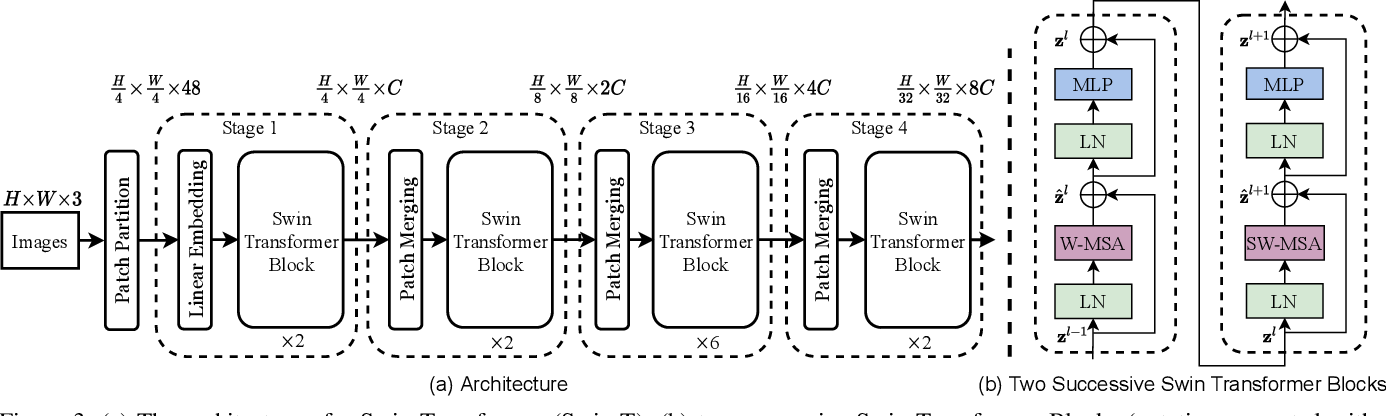 H/4 × W/4 × 48
H/4 × W/4 × C
H/8 × W/8 × 2C
H/16 × W/16 × 4C
H/32 × W/32 × 8C
H×W×3
Images
Patch Partition
Stage 1
Linear Embedding
Swin
Transformer
Block
×2
Stage 2
Patch Merging
Swin
Transformer
Block
×2
Stage 3
Patch Merging
Swin
Transformer
Block
×6
Stage 4
Patch Merging
Swin
Transformer
Block
×2
(a) Architecture
z^l
MLP
LN
ẑ^l
W-MSA
LN
z^{l-1}
z^{l+1}
MLP
LN
ẑ^{l+1}
SW-MSA
LN
z^l
(b) Two Successive Swin Transformer Blocks